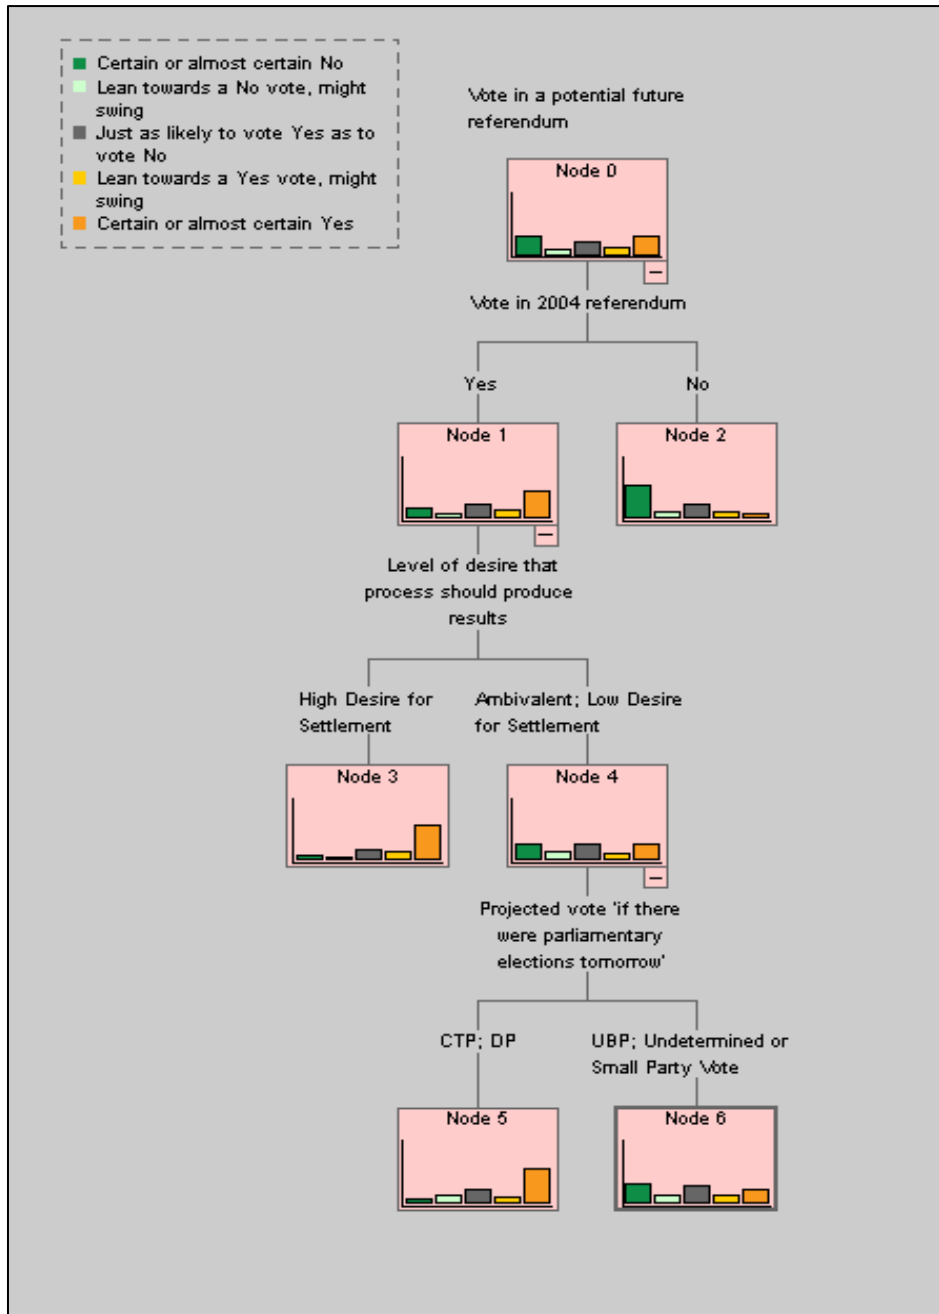 Certain or almost certain No
Lean towards a No vote, might
swing
Just as likely to vote Yes as to
vote No
Lean towards a Yes vote, might
swing
Certain or almost certain Yes
Vote in a potential future
referendum
Node 0
Vote in 2004 referendum
Yes
No
Node 1
Node 2
Level of desire that
process should produce
results
High Desire for
Settlement
Ambivalent; Low Desire
for Settlement
Node 3
Node 4
Projected vote 'if there
were parliamentary
elections tomorrow'
CTP; DP
UBP; Undetermined or
Small Party Vote
Node 5
Node 6